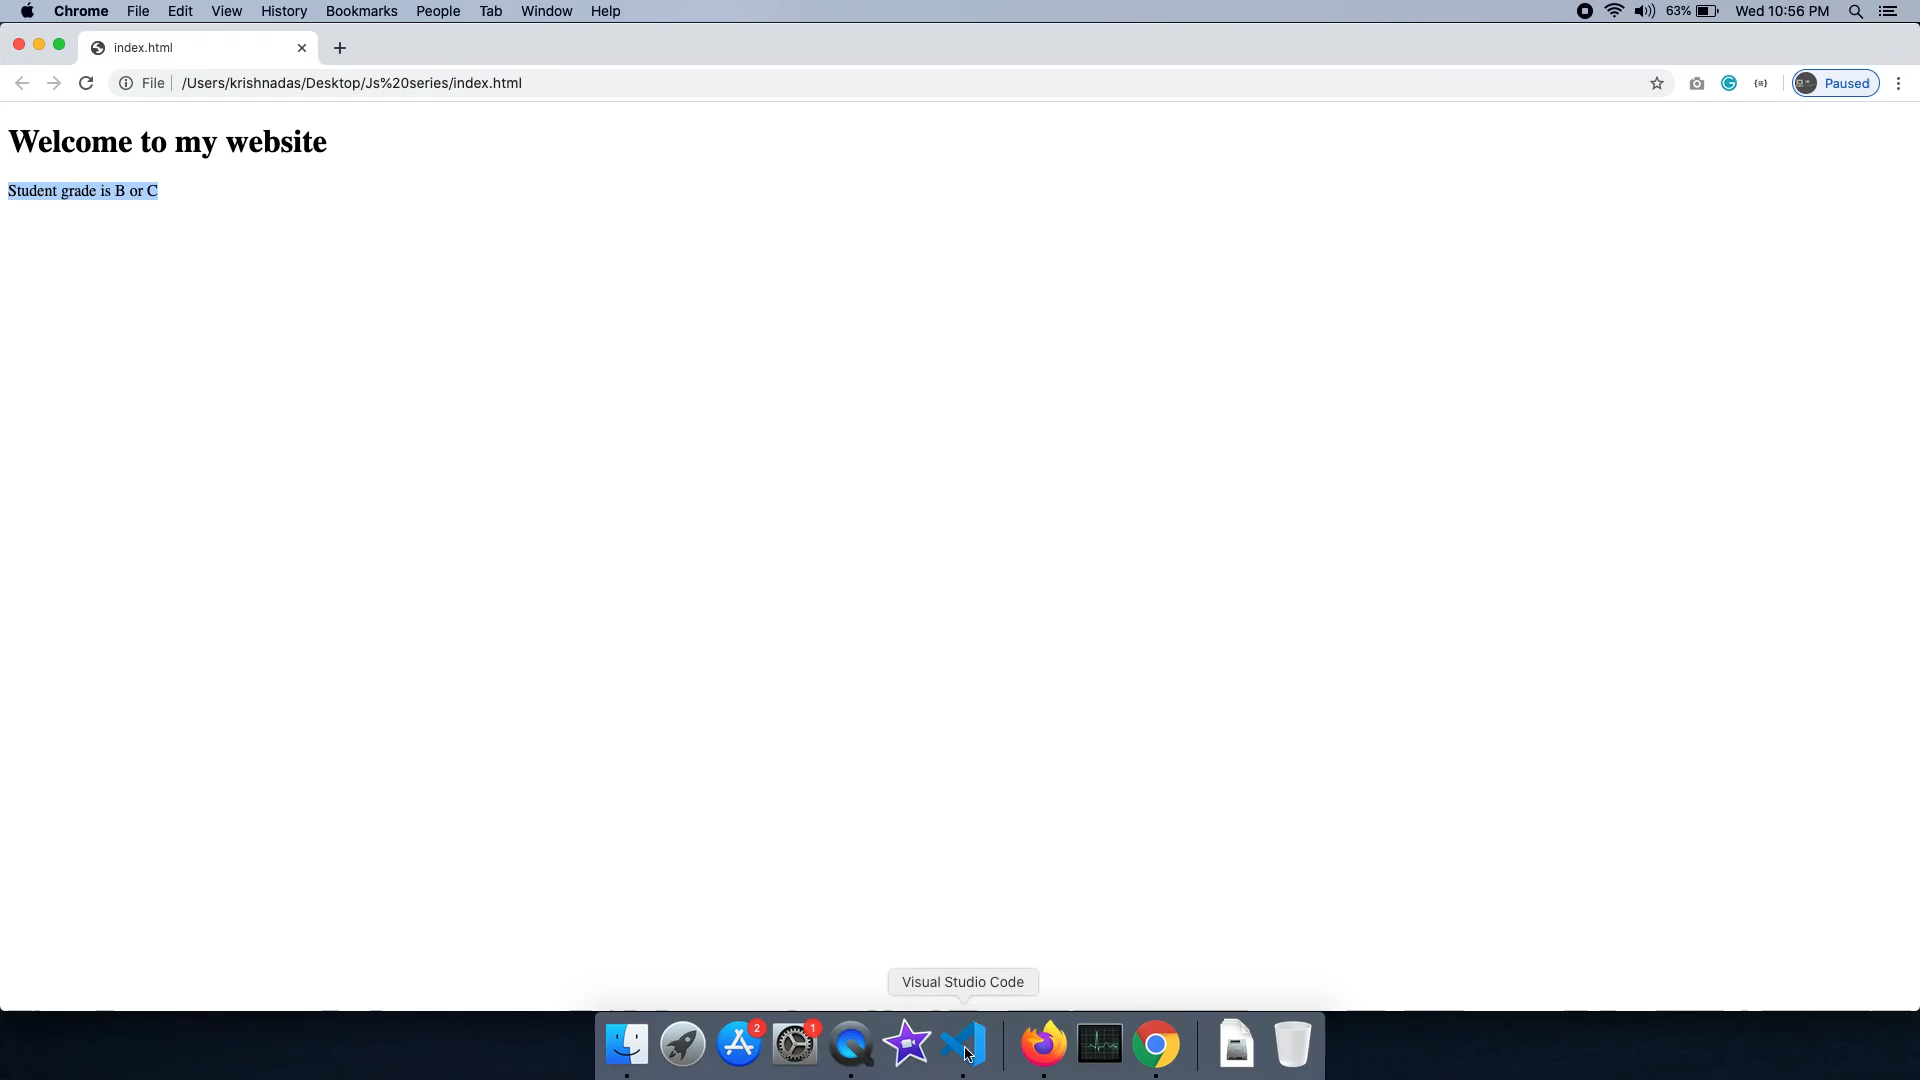 Chrome File Edit View History Bookmarks People Tab Window Help 63% Wed 10:56 PM
index.html
File /Users/krishnadas/Desktop/Js%20series/index.html Paused
Welcome to my website
Student grade is B or C
Visual Studio Code
2 1